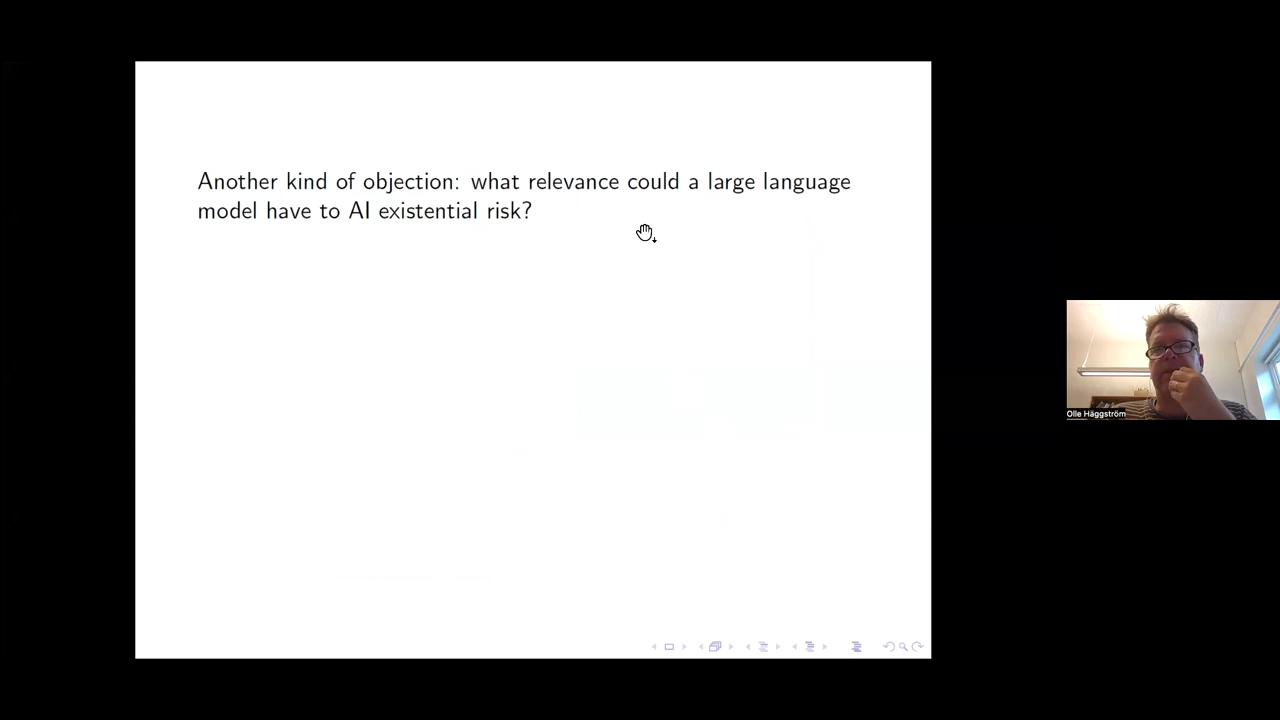 Another kind of objection: what relevance could a large language
model have to AI existential risk?
Olle Häggström